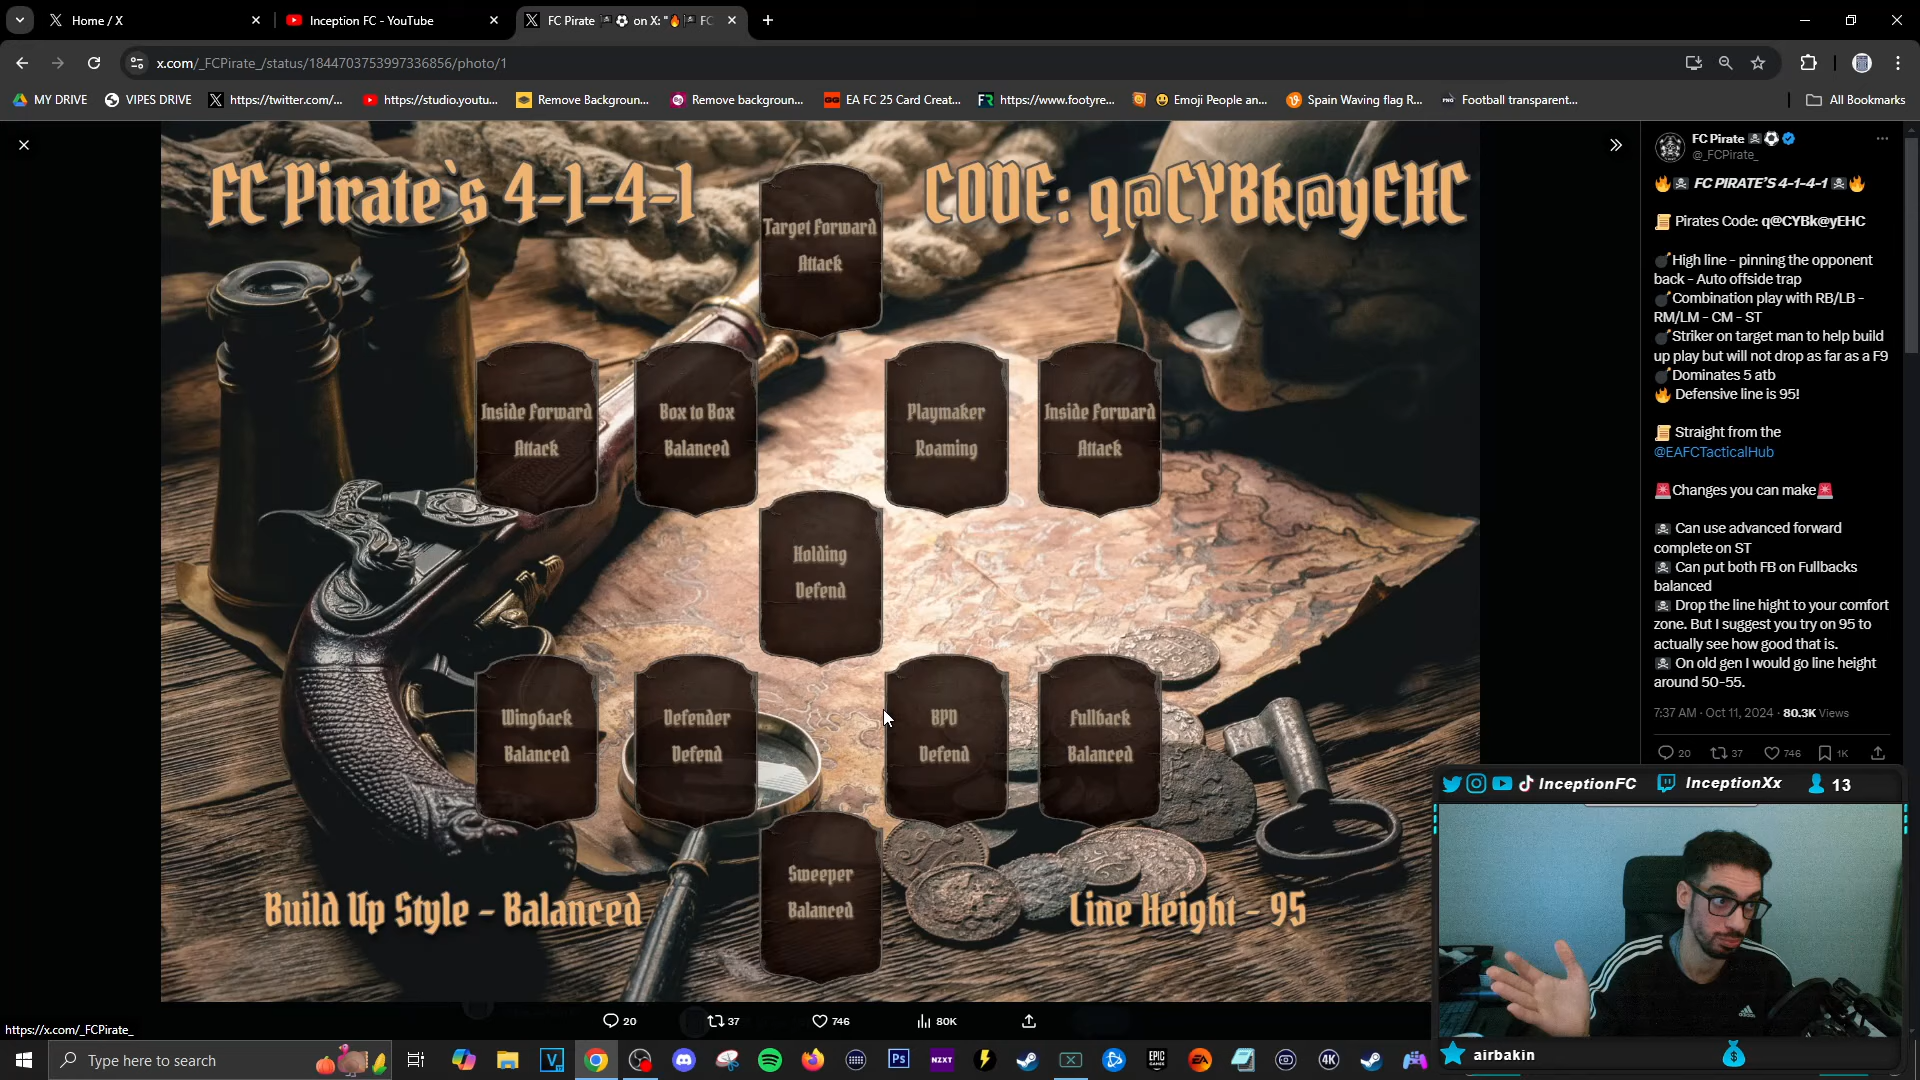 Home / X
Inception FC - YouTube
FC Pirate on X: " FC
x.com/_FCPirate_/status/1844703753997336856/photo/1
MY DRIVE
VIPES DRIVE
https://twitter.com/...
https://studio.youtu...
Remove Backgroun...
Remove backgroun...
EA FC 25 Card Creat...
https://www.footyre...
Emoji People an...
Spain Waving flag R...
Football transparent...
All Bookmarks
FC Pirate`s 4-1-4-1
CODE: q@CYBk@yEHC
Target Forward
Attack
Inside Forward
Attack
Box to Box
Balanced
Playmaker
Roaming
Inside Forward
Attack
Holding
Defend
Wingback
Balanced
Defender
Defend
BPD
Defend
Fullback
Balanced
Sweeper
Balanced
Build Up Style - Balanced
Line Height - 95
20
37
746
80K
https://x.com/_FCPirate_
FC Pirate
@_FCPirate_
FC PIRATE'S 4-1-4-1
Pirates Code: q@CYBk@yEHC
High line - pinning the opponent
back - Auto offside trap
Combination play with RB/LB -
RM/LM - CM - ST
Striker on target man to help build
up play but will not drop as far as a F9
Dominates 5 atb
Defensive line is 95!
Straight from the
@EAFCTacticalHub
Changes you can make
Can use advanced forward
complete on ST
Can put both FB on Fullbacks
balanced
Drop the line hight to your comfort
zone. But I suggest you try on 95 to
actually see how good that is.
On old gen I would go line height
around 50-55.
7:37 AM · Oct 11, 2024 · 80.3K Views
20
37
746
1K
InceptionFC
InceptionXx
13
airbakin
Type here to search
V
Ps
NZXT
EPIC
GAMES
EA
4K